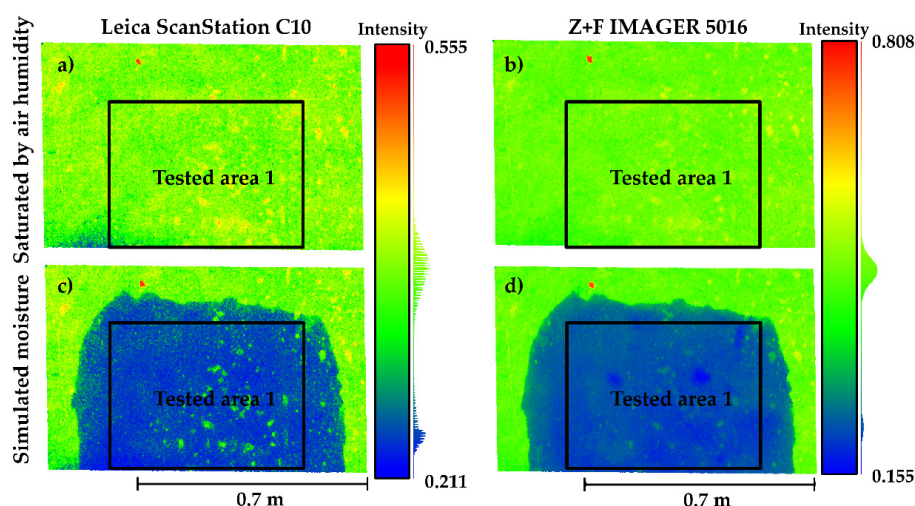 Leica ScanStation C10
Intensity
Z+F IMAGER 5016
Intensity
Saturated by air humidity
a)
Tested area 1
0.555
b)
Tested area 1
0.808
Simulated moisture
c)
Tested area 1
0.211
d)
Tested area 1
0.155
0.7 m
0.7 m